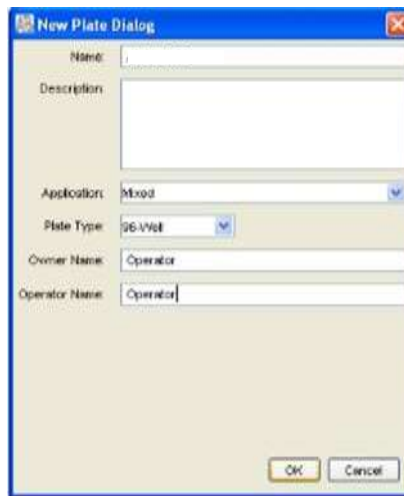 New Plate Dialog
Name:
Description:
Application: Mixed
Plate Type: 96-Well
Owner Name: Operator
Operator Name: Operator
OK Cancel